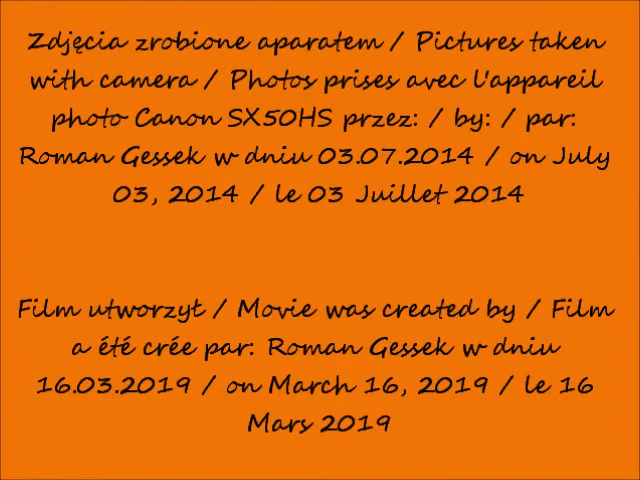 Zdjęcia zrobione aparatem / Pictures taken
with camera / Photos prises avec l'appareil
photo Canon SX50HS przez: / by: / par:
Roman Gessek w dniu 03.07.2014 / on July
03, 2014 / le 03 Juillet 2014
Film utworzył / Movie was created by / Film
a été crée par: Roman Gessek w dniu
16.03.2019 / on March 16, 2019 / le 16
Mars 2019